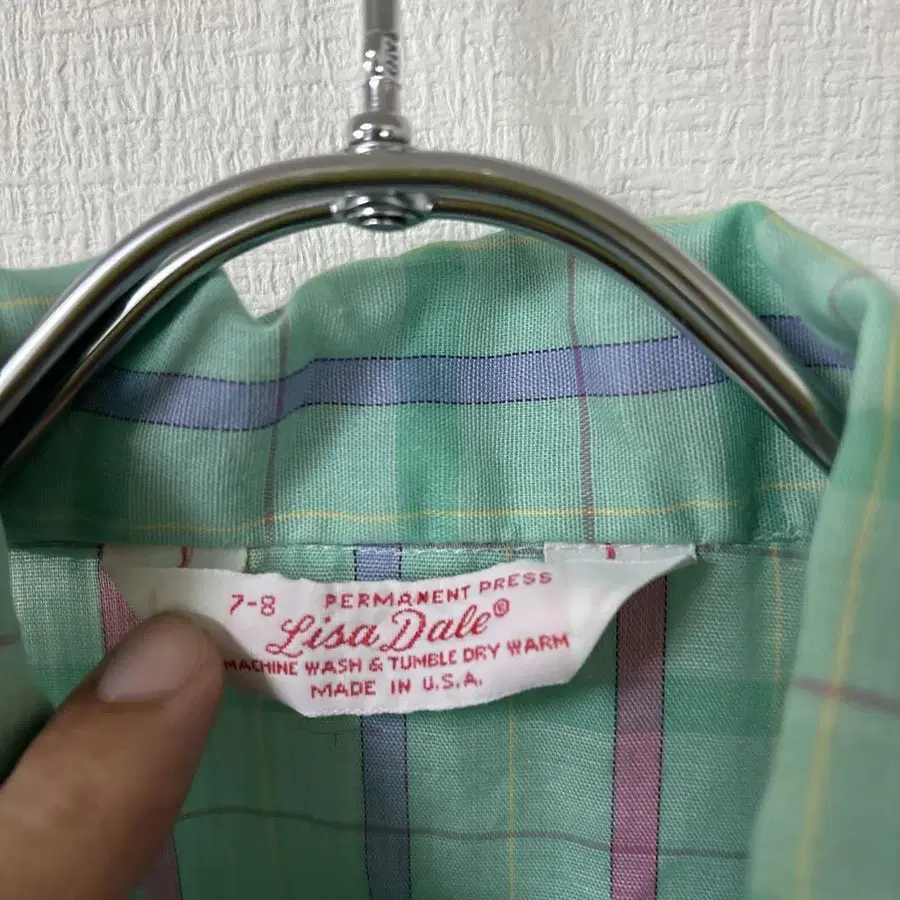 7-8 PERMANENT PRESS
Lisa Dale®
MACHINE WASH & TUMBLE DRY WARM
MADE IN U.S.A.